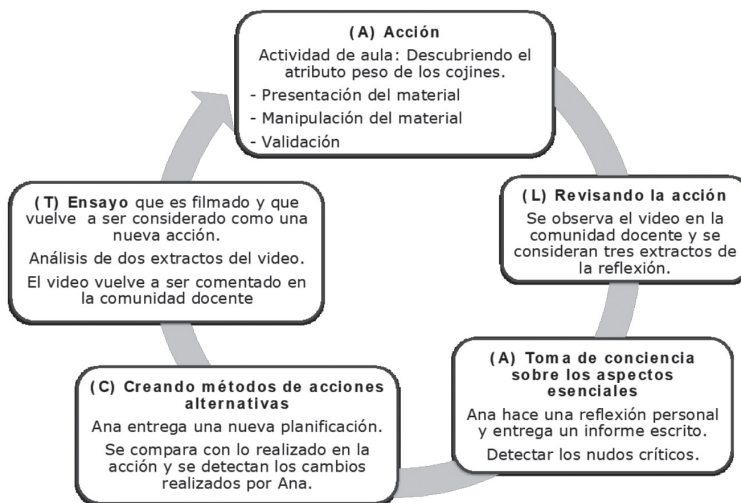 (A) Acción
Actividad de aula: Descubriendo el
atributo peso de los cojines.
- Presentación del material
- Manipulación del material
- Validación
(L) Revisando la acción
Se observa el video en la
comunidad docente y se
consideran tres extractos de
la reflexión.
(A) Toma de conciencia
sobre los aspectos
esenciales
Ana hace una reflexión personal
y entrega un informe escrito.
Detectar los nudos críticos.
(C) Creando métodos de acciones
alternativas
Ana entrega una nueva planificación.
Se compara con lo realizado en la
acción y se detectan los cambios
realizados por Ana.
(T) Ensayo que es filmado y que
vuelve a ser considerado como una
nueva acción.
Análisis de dos extractos del video.
El video vuelve a ser comentado en
la comunidad docente